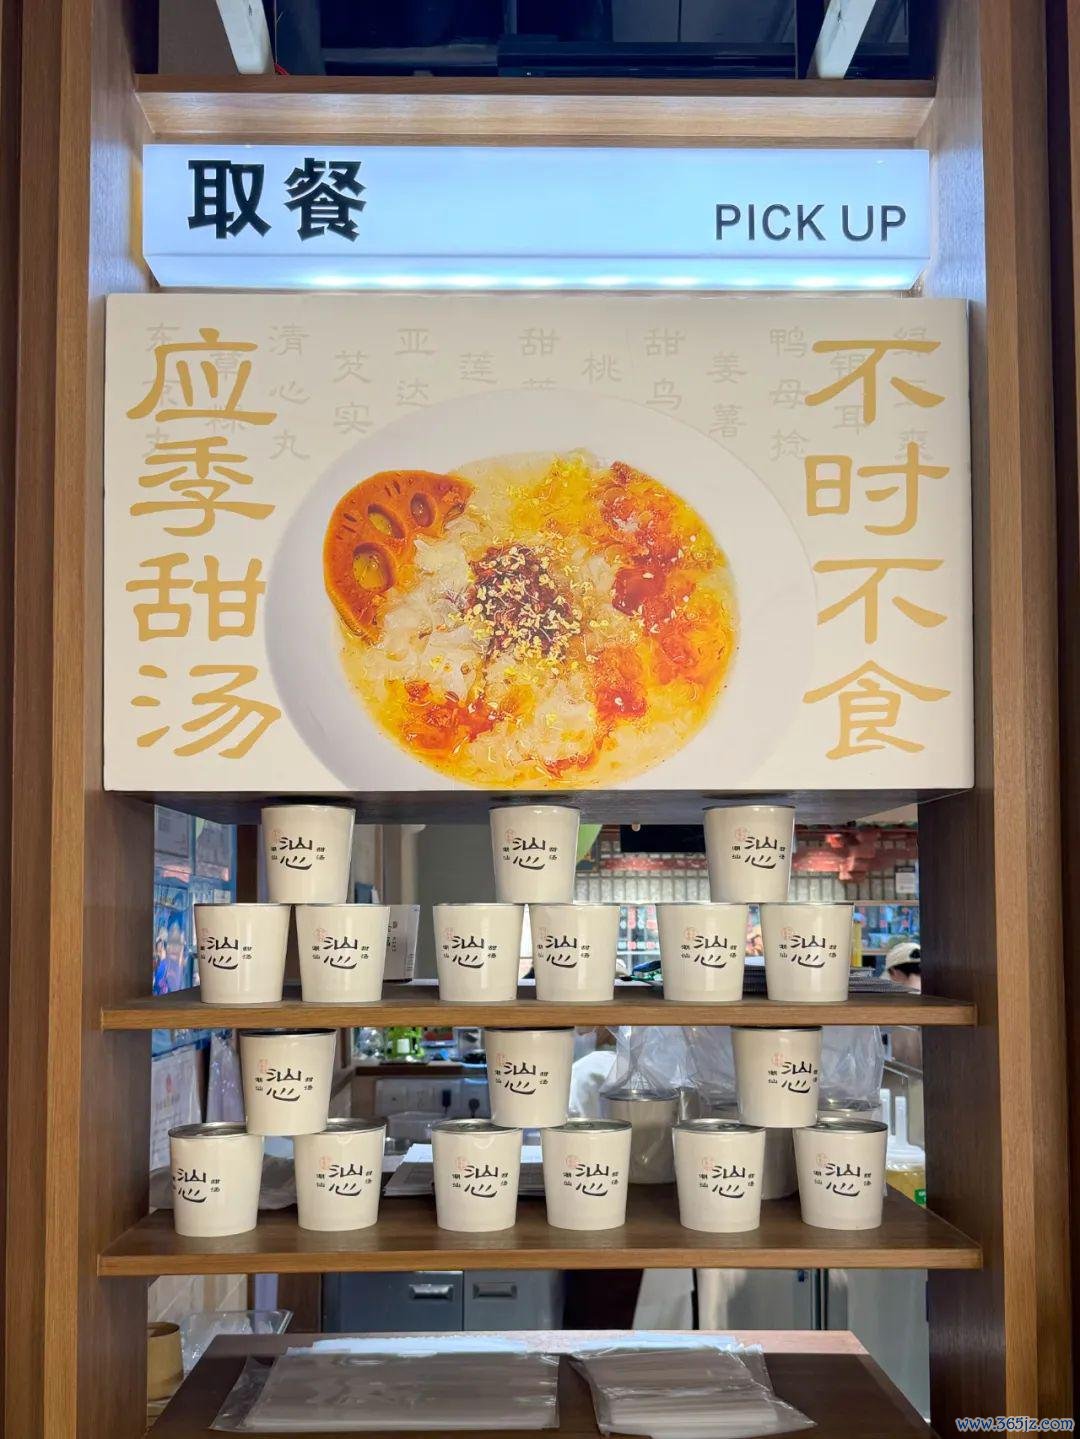 取餐
PICK UP
应季甜汤
不时不食
清心丸
芡实
亚达
莲
甜
桃
甜鸟
姜薯
鸭母捻
银耳
汕心
潮汕
甜汤
www.365jz.com